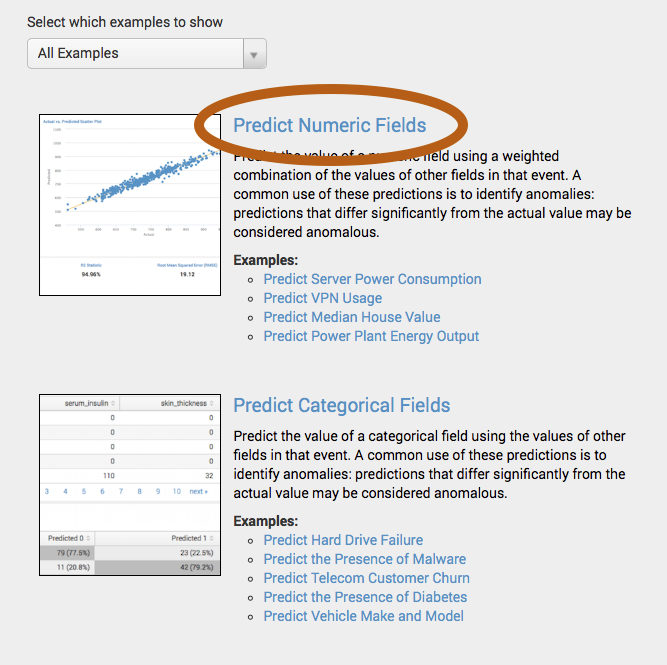 Select which examples to show
All Examples
Actual vs. Predicted Scatter Plot
Predicted
Actual
R2 Statistic
Root Mean Squared Error (RMSE)
94.96%
19.12
Predict Numeric Fields
Predict the value of a numeric field using a weighted
combination of the values of other fields in that event. A
common use of these predictions is to identify anomalies:
predictions that differ significantly from the actual value may be
considered anomalous.
Examples:
Predict Server Power Consumption
Predict VPN Usage
Predict Median House Value
Predict Power Plant Energy Output
serum_insulin skin_thickness
0 0
0 0
0 0
0 0
110 32
3 4 5 6 7 8 9 10 next »
Predicted 0 Predicted 1
79 (77.5%) 23 (22.5%)
11 (20.8%) 42 (79.2%)
Predict Categorical Fields
Predict the value of a categorical field using the values of other
fields in that event. A common use of these predictions is to
identify anomalies: predictions that differ significantly from the
actual value may be considered anomalous.
Examples:
Predict Hard Drive Failure
Predict the Presence of Malware
Predict Telecom Customer Churn
Predict the Presence of Diabetes
Predict Vehicle Make and Model